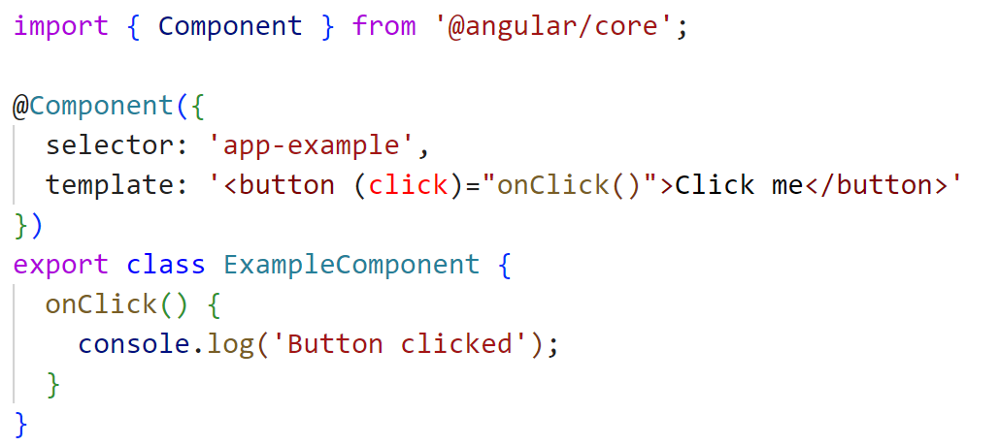 import { Component } from '@angular/core';

@Component({
  selector: 'app-example',
  template: '<button (click)="onClick()">Click me</button>'
})
export class ExampleComponent {
  onClick() {
    console.log('Button clicked');
  }
}